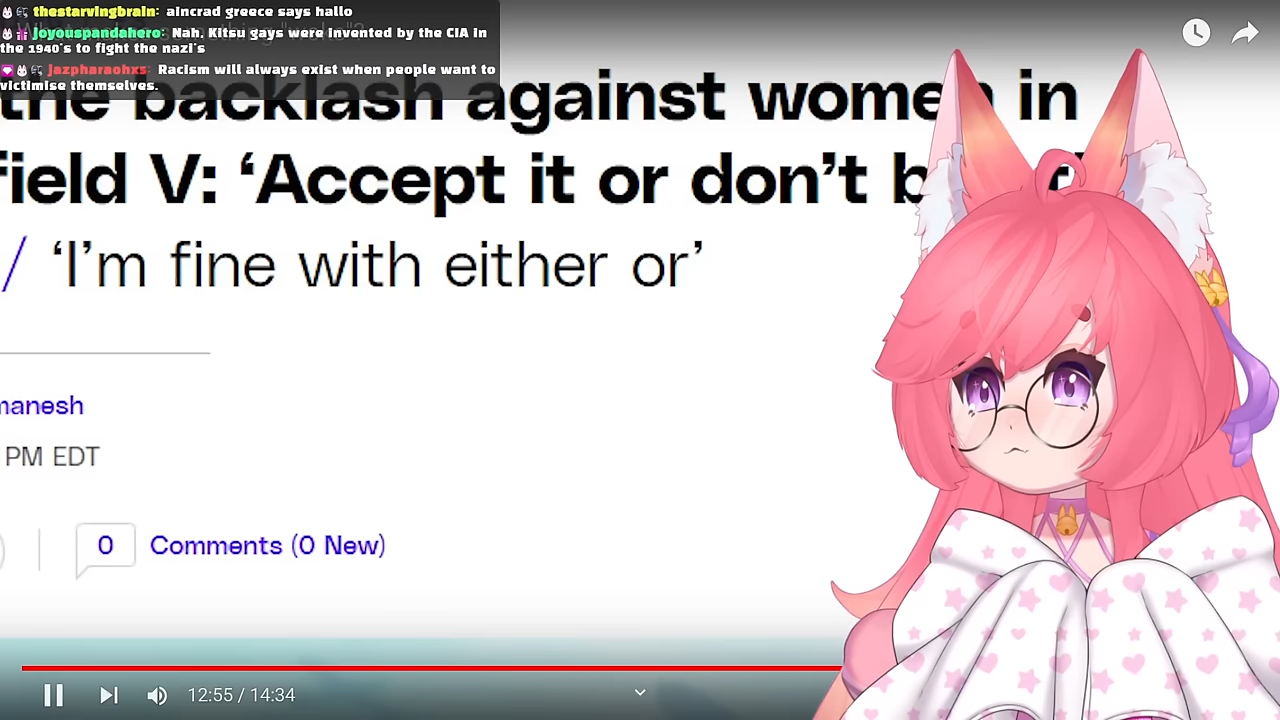 thestarvingbrain: aincrad greece says hallo
joyouspandahero: Nah. Kitsu gays were invented by the CIA in
the 1940's to fight the nazi's
jazpharaohxs: Racism will always exist when people want to
victimise themselves.
the backlash against women in
field V: ‘Accept it or don’t
/ ‘I’m fine with either or’
manesh
PM EDT
0 Comments (0 New)
12:55 / 14:34